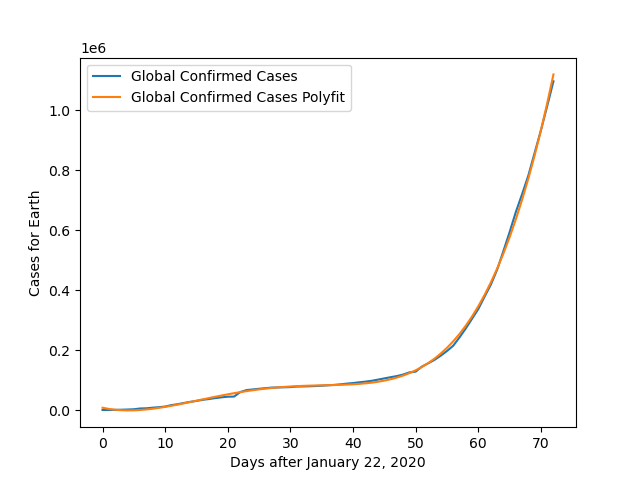 1e6
Global Confirmed Cases
Global Confirmed Cases Polyfit
1.0
0.8
0.6
0.4
0.2
0.0
Cases for Earth
0 10 20 30 40 50 60 70
Days after January 22, 2020